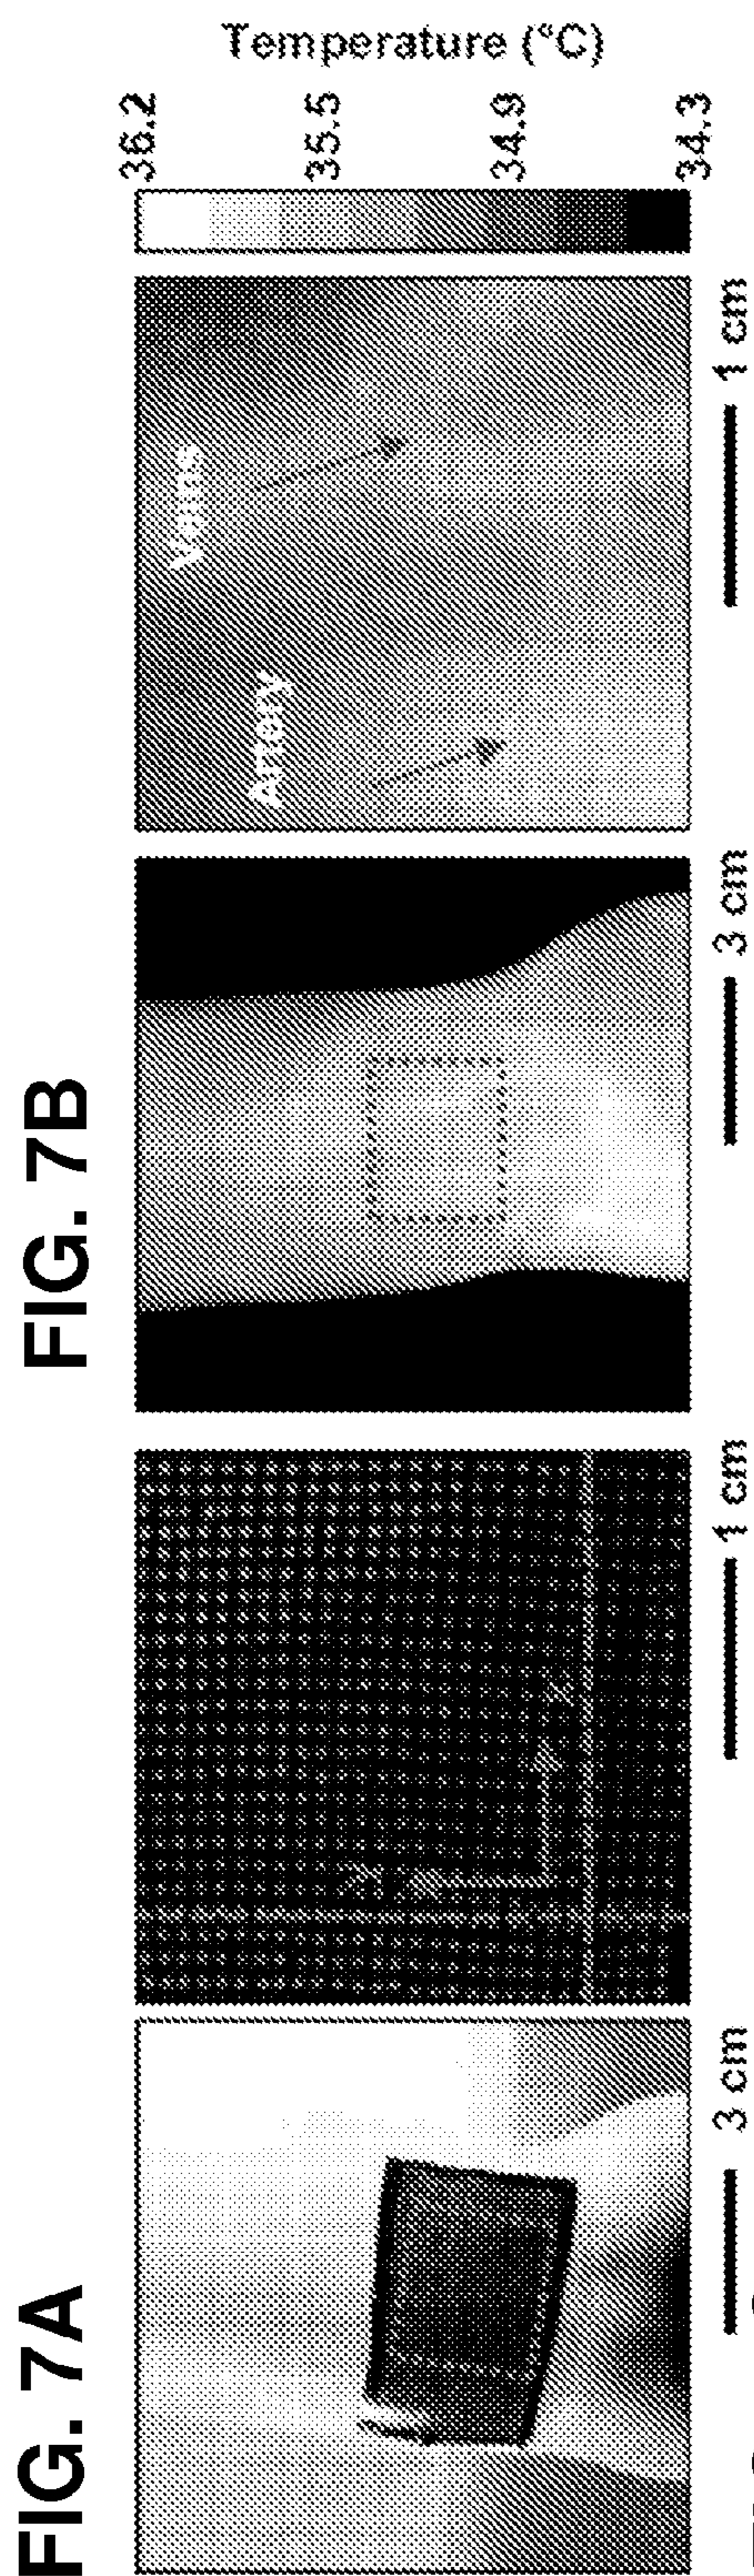 FIG. 7A
3 cm
1 cm
FIG. 7B
3 cm
Artery
Veins
1 cm
36.2
35.5
34.9
34.3
Temperature (°C)